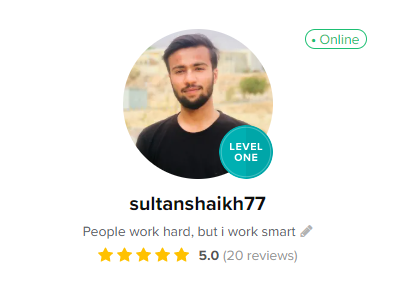 • Online
LEVEL
ONE
sultanshaikh77
People work hard, but i work smart
5.0 (20 reviews)